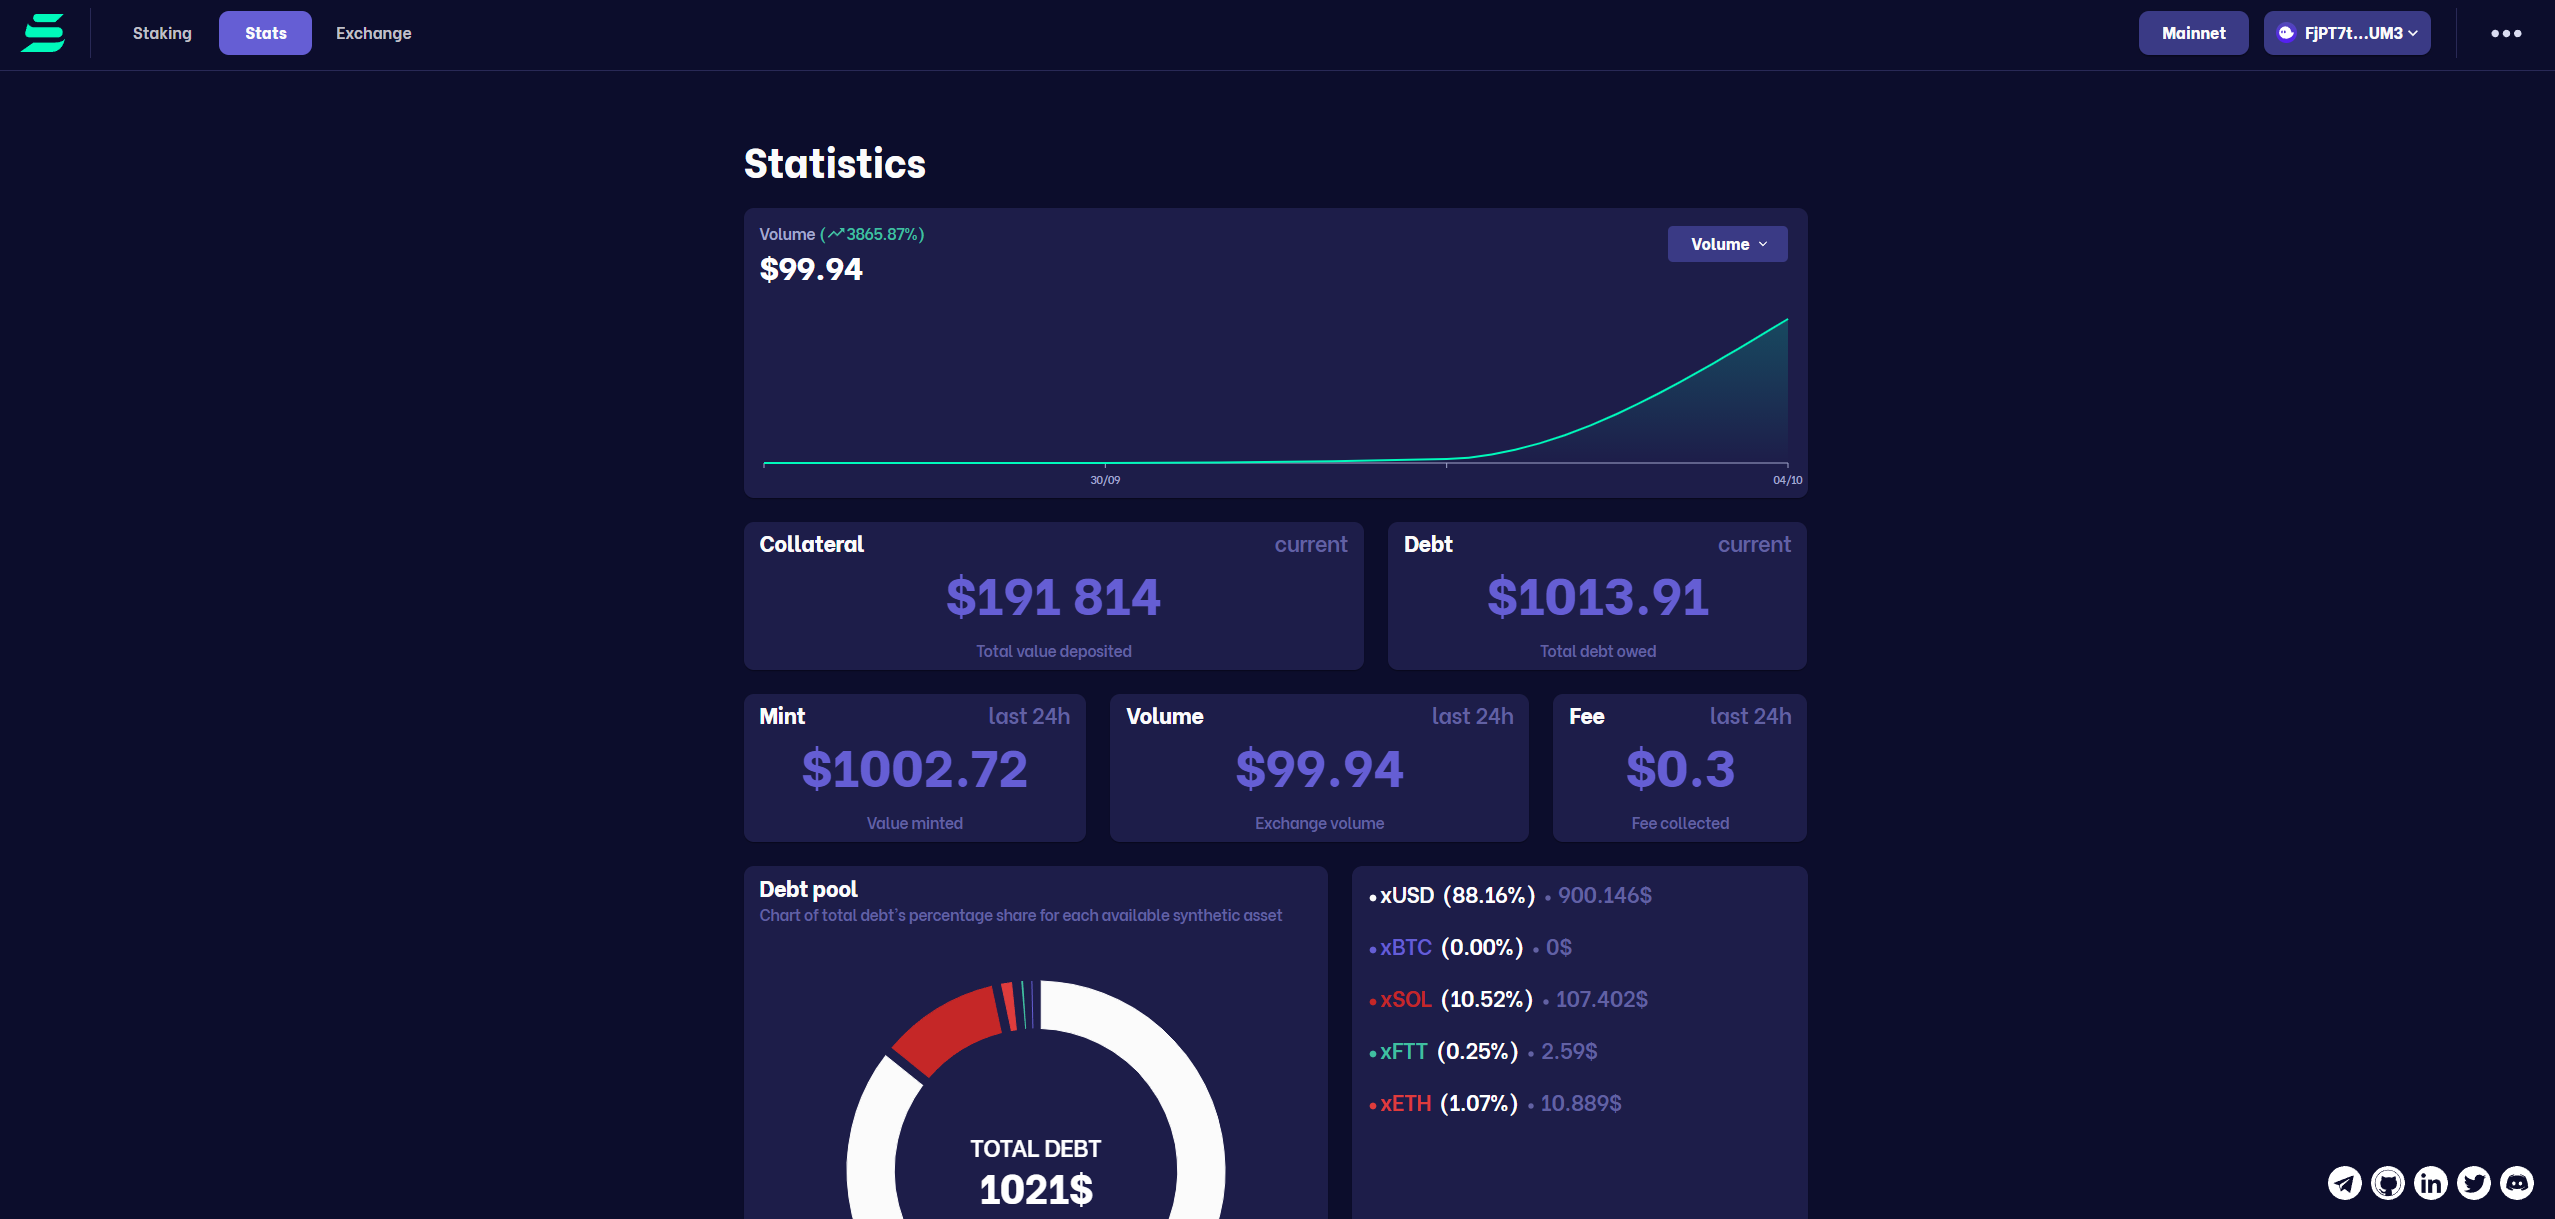 Staking
Stats
Exchange
Mainnet
FjPT7t...UM3
Statistics
Volume (3865.87%)
$99.94
Volume
30/09
04/10
Collateral
current
$191 814
Total value deposited
Debt
current
$1013.91
Total debt owed
Mint
last 24h
$1002.72
Value minted
Volume
last 24h
$99.94
Exchange volume
Fee
last 24h
$0.3
Fee collected
Debt pool
Chart of total debt's percentage share for each available synthetic asset
TOTAL DEBT
1021$
•xUSD (88.16%) • 900.146$
•xBTC (0.00%) • 0$
•xSOL (10.52%) • 107.402$
•xFTT (0.25%) • 2.59$
•xETH (1.07%) • 10.889$